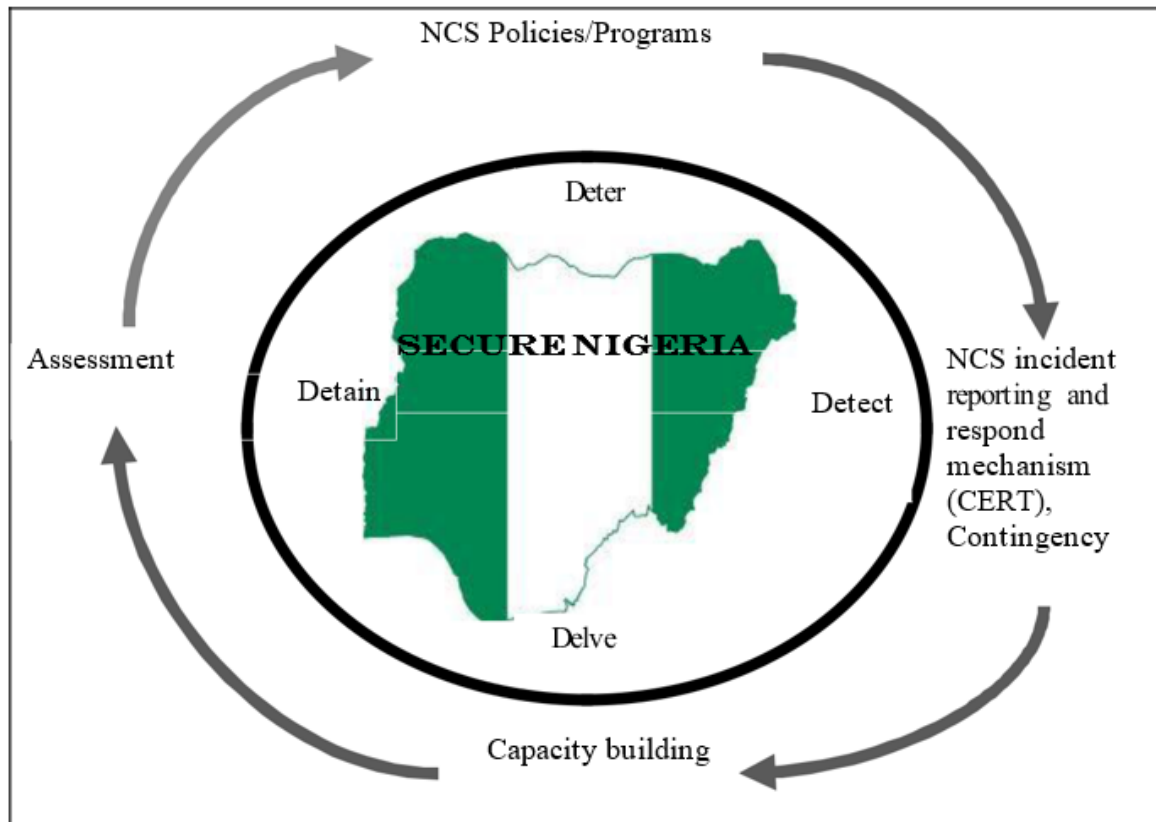 NCS Policies/Programs
Deter
SECURE NIGERIA
Assessment
Detain
Detect
NCS incident
reporting and
respond
mechanism
(CERT),
Contingency
Delve
Capacity building